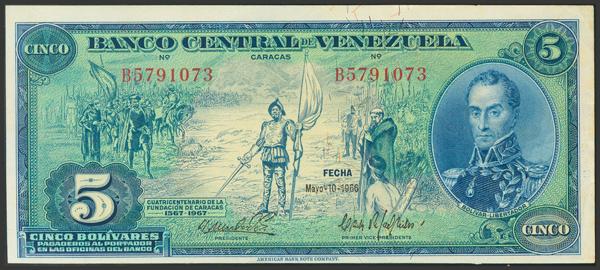 CINCO
BANCO CENTRAL DE VENEZUELA
5
Nº CARACAS Nº
B5791073 B5791073
FECHA
Mayo-10-1966
5
CUATRICENTENARIO DE LA
FUNDACION DE CARACAS
1567-1967
S. BOLIVAR LIBERTADOR
CINCO
CINCO BOLIVARES
PAGADEROS AL PORTADOR
EN LAS OFICINAS DEL BANCO
PRESIDENTE
PRIMER VICE-PRESIDENTE
AMERICAN BANK NOTE COMPANY.